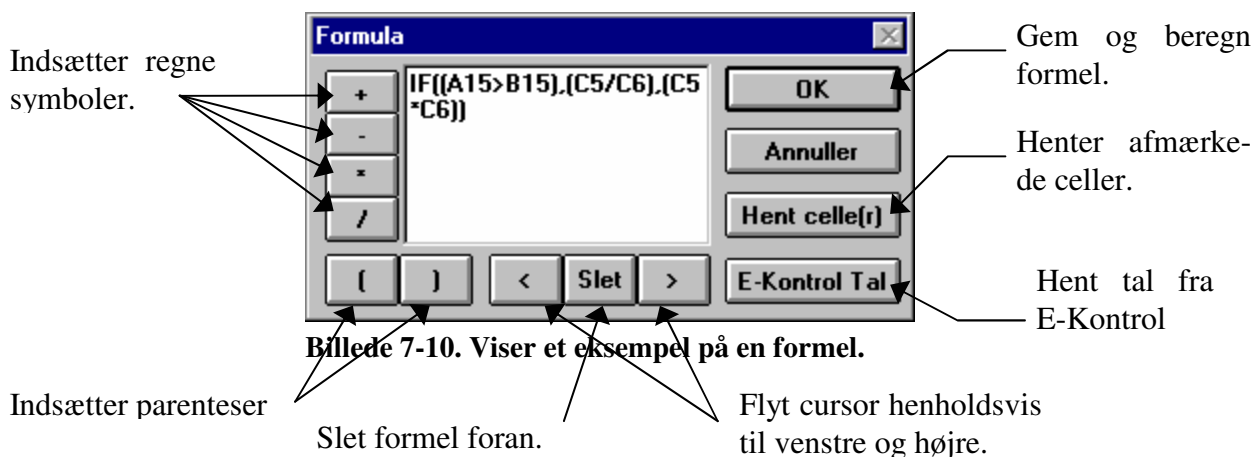 Formula
Indsætter regne
symboler.
+
-
*
/
IF((A15>B15),(C5/C6),(C5
*C6))
OK
Annuller
Hent celle(r)
E-Kontrol Tal
(
)
<
Slet
>
Gem og beregn
formel.
Henter afmærke-
de celler.
Hent tal fra
E-Kontrol
Billede 7-10. Viser et eksempel på en formel.
Indsætter parenteser
Slet formel foran.
Flyt cursor henholdsvis
til venstre og højre.